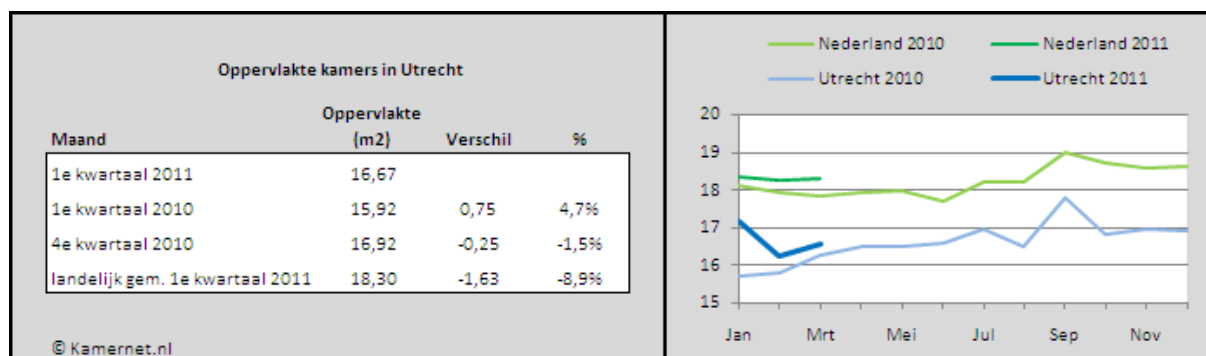 Oppervlakte kamers in Utrecht
Oppervlakte
Maand (m2) Verschil %
1e kwartaal 2011 16,67
1e kwartaal 2010 15,92 0,75 4,7%
4e kwartaal 2010 16,92 -0,25 -1,5%
landelijk gem. 1e kwartaal 2011 18,30 -1,63 -8,9%
© Kamernet.nl
Nederland 2010 Nederland 2011
Utrecht 2010 Utrecht 2011
20
19
18
17
16
15
Jan Mrt Mei Jul Sep Nov